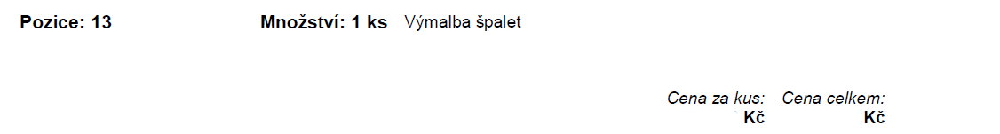 Pozice: 13 Množství: 1 ks Výmalba špalet
Cena za kus: Cena celkem:
Kč Kč